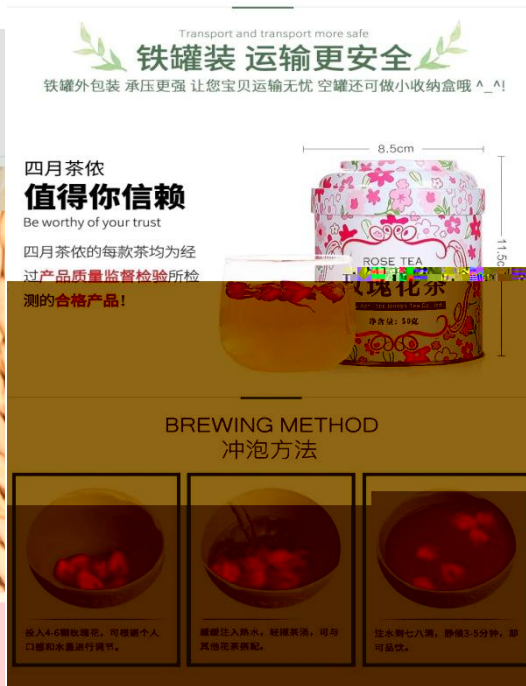 Transport and transport more safe
铁罐装 运输更安全
铁罐外包装 承压更强 让您宝贝运输无忧 空罐还可做小收纳盒哦 ^_^!
8.5cm
四月茶侬
值得你信赖
Be worthy of your trust
四月茶侬的每款茶均为经
过产品质量监督检验所检
测的合格产品!
11.5c
ROSE TEA
玫瑰花茶
净含量: 50克
BREWING METHOD
冲泡方法
投入4-6颗玫瑰花，可根据个人
口感和水量进行调节。
缓缓注入热水，轻摇茶汤，可与
其他花茶搭配。
注水到七八满，静候3-5分钟，即
可品饮。